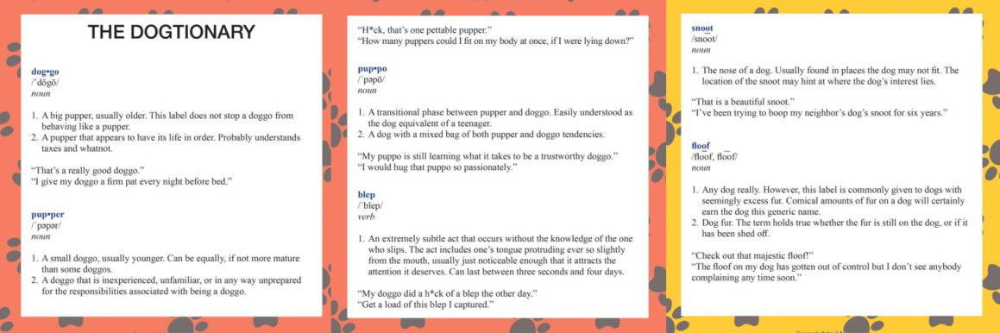 THE DOGTIONARY
dog•go
/ˈdôgō/
noun
1. A big pupper, usually older. This label does not stop a doggo from
behaving like a pupper.
2. A pupper that appears to have its life in order. Probably understands
taxes and whatnot.
“That’s a really good doggo.”
“I give my doggo a firm pat every night before bed.”
pup•per
/ˈpəpər/
noun
1. A small doggo, usually younger. Can be equally, if not more mature
than some doggos.
2. A doggo that is inexperienced, unfamiliar, or in any way unprepared
for the responsibilities associated with being a doggo.
“H*ck, that’s one pettable pupper.”
“How many puppers could I fit on my body at once, if I were lying down?”
pup•po
/ˈpəpō/
noun
1. A transitional phase between pupper and doggo. Easily understood as
the dog equivalent of a teenager.
2. A dog with a mixed bag of both pupper and doggo tendencies.
“My puppo is still learning what it takes to be a trustworthy doggo.”
“I would hug that puppo so passionately.”
blep
/ˈblep/
verb
1. An extremely subtle act that occurs without the knowledge of the one
who slips. The act includes one’s tongue protruding ever so slightly
from the mouth, usually just noticeable enough that it attracts the
attention it deserves. Can last between three seconds and four days.
“My doggo did a h*ck of a blep the other day.”
“Get a load of this blep I captured.”
snoot
/snoot/
noun
1. The nose of a dog. Usually found in places the dog may not fit. The
location of the snoot may hint at where the dog’s interest lies.
“That is a beautiful snoot.”
“I’ve been trying to boop my neighbor’s dog’s snoot for six years.”
floof
/floof, floof/
noun
1. Any dog really. However, this label is commonly given to dogs with
seemingly excess fur. Comical amounts of fur on a dog will certainly
earn the dog this generic name.
2. Dog fur. The term holds true whether the fur is still on the dog, or if it
has been shed off.
“Check out that majestic floof!”
“The floof on my dog has gotten out of control but I don’t see anybody
complaining any time soon.”